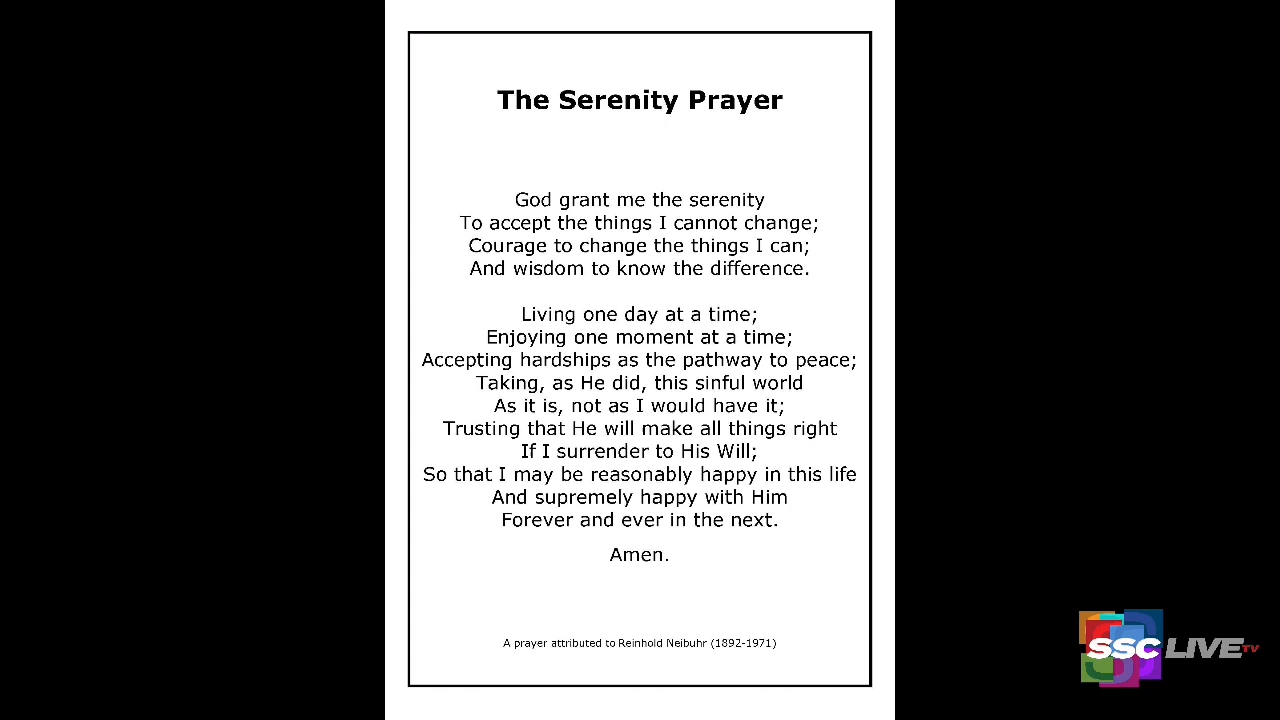 The Serenity Prayer
God grant me the serenity
To accept the things I cannot change;
Courage to change the things I can;
And wisdom to know the difference.
Living one day at a time;
Enjoying one moment at a time;
Accepting hardships as the pathway to peace;
Taking, as He did, this sinful world
As it is, not as I would have it;
Trusting that He will make all things right
If I surrender to His Will;
So that I may be reasonably happy in this life
And supremely happy with Him
Forever and ever in the next.
Amen.
A prayer attributed to Reinhold Neibuhr (1892-1971)
SSC LIVE TV